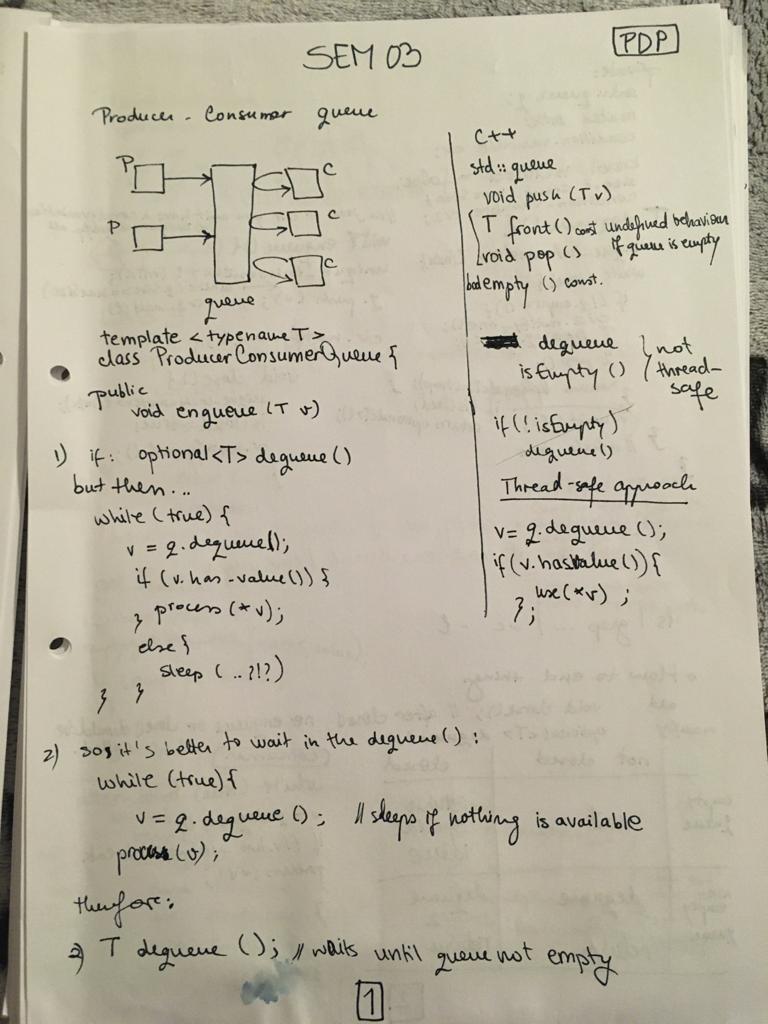 SEM 03
PDP
Producer - Consumer queue
P
P
C
C
C
queue
template <typename T>
class ProducerConsumerQueue {
public
void enqueue (T v)
1) if: optional<T> dequeue ()
but then...
while (true) {
v = q.dequeue();
if (v.has-value()) {
} process (*v);
else {
sleep (..?!?)
} }
C++
std::queue
void push (T v)
T front() const undefined behaviour
void pop () if queue is empty
bool empty () const.
dequeue } not
isEmpty () } thread-
safe
if (! isEmpty)
dequeue()
Thread-safe approach
v = q.dequeue ();
if (v.hasValue()) {
use (*v) ;
};
2) so, it's better to wait in the dequeue () :
while (true) {
v = q.dequeue () ; // sleeps if nothing is available
process (v) ;
therefore:
2) T dequeue (); // waits until queue not empty
1